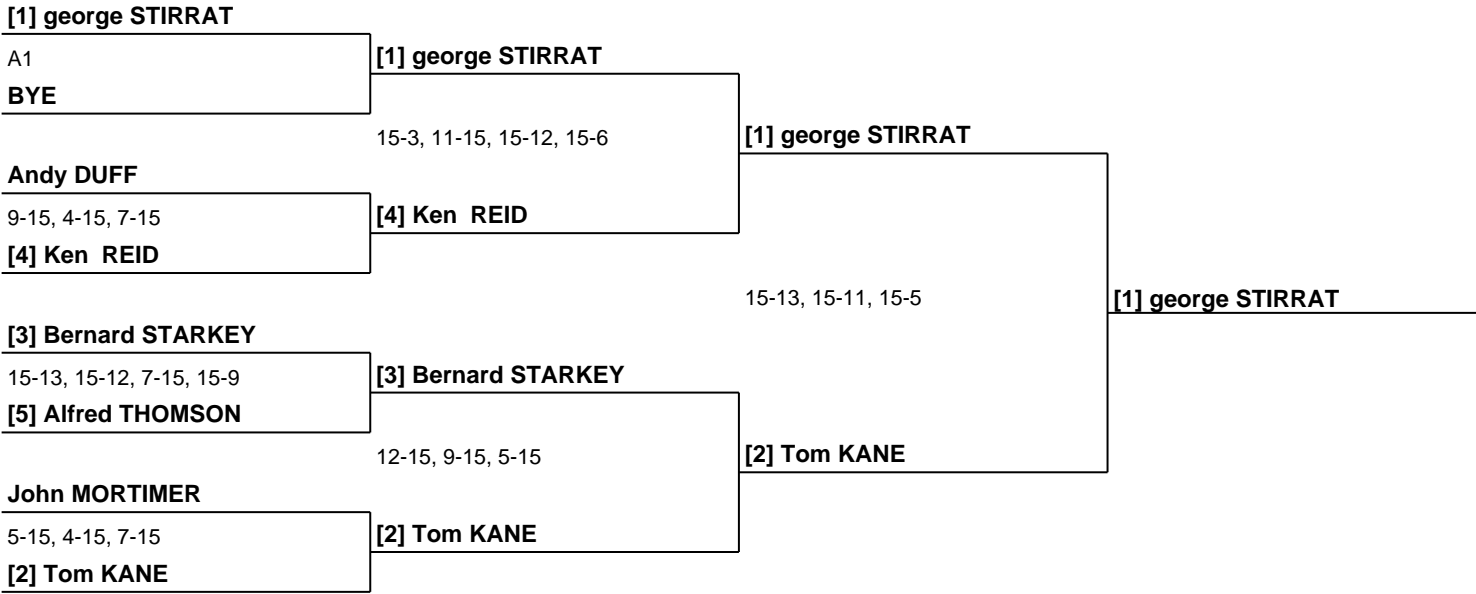 [1] george STIRRAT
A1
BYE
[1] george STIRRAT
15-3, 11-15, 15-12, 15-6
[1] george STIRRAT
Andy DUFF
9-15, 4-15, 7-15
[4] Ken  REID
[4] Ken  REID
15-13, 15-11, 15-5
[1] george STIRRAT
[3] Bernard STARKEY
15-13, 15-12, 7-15, 15-9
[5] Alfred THOMSON
[3] Bernard STARKEY
12-15, 9-15, 5-15
[2] Tom KANE
John MORTIMER
5-15, 4-15, 7-15
[2] Tom KANE
[2] Tom KANE